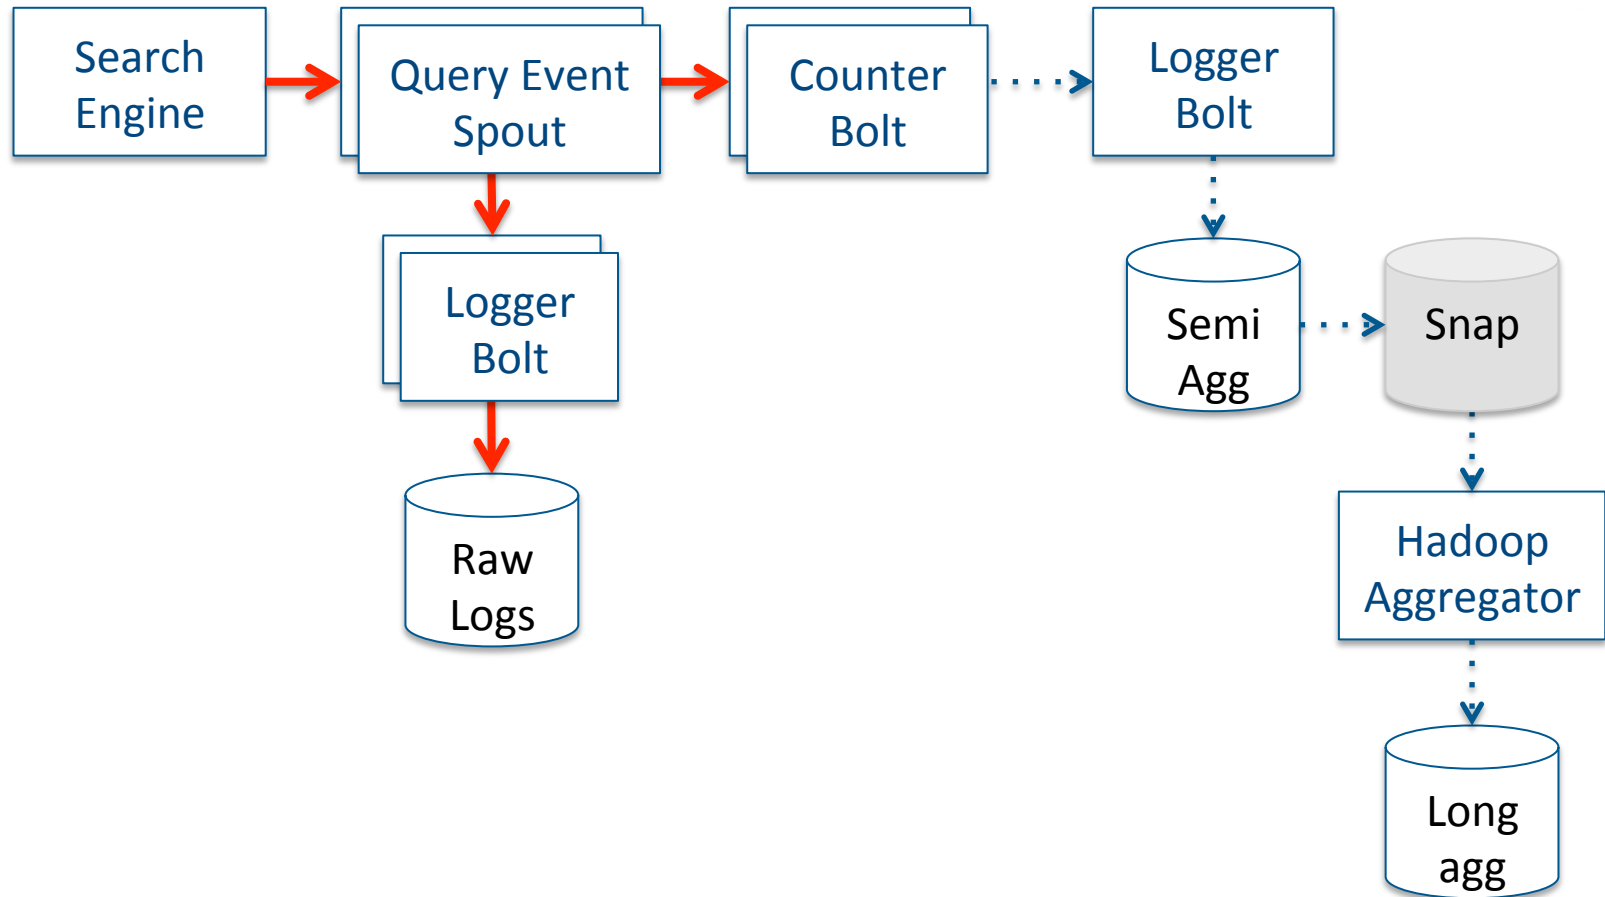 Search
Engine
Query Event
Spout
Counter
Bolt
Logger
Bolt
Logger
Bolt
Semi
Agg
Snap
Raw
Logs
Hadoop
Aggregator
Long
agg